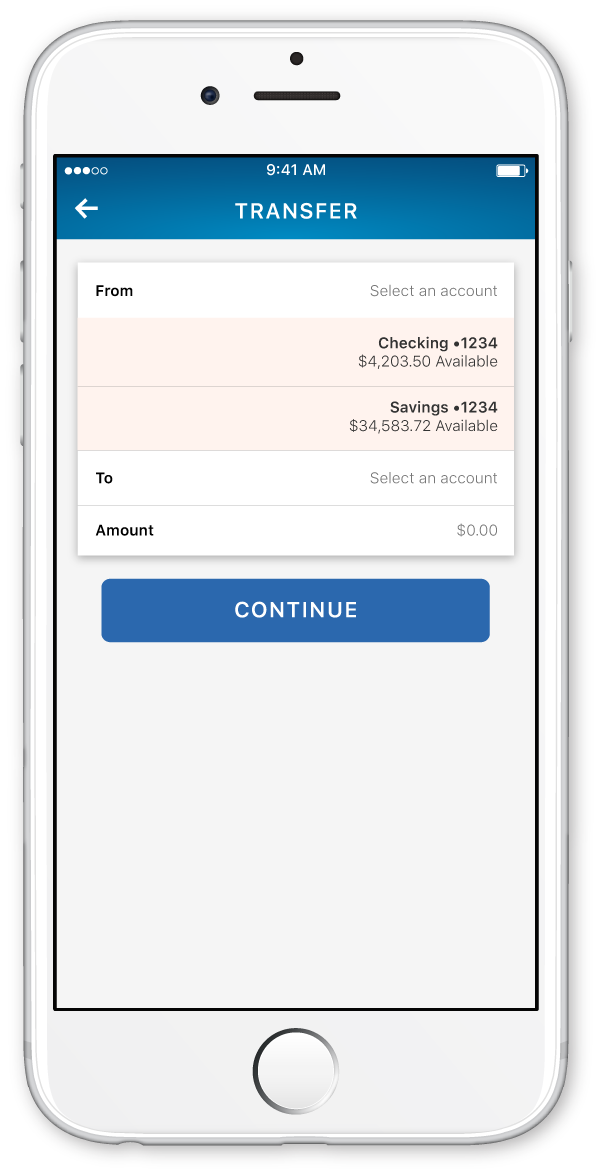 9:41 AM
TRANSFER
From Select an account
Checking •1234
$4,203.50 Available
Savings •1234
$34,583.72 Available
To Select an account
Amount $0.00
CONTINUE